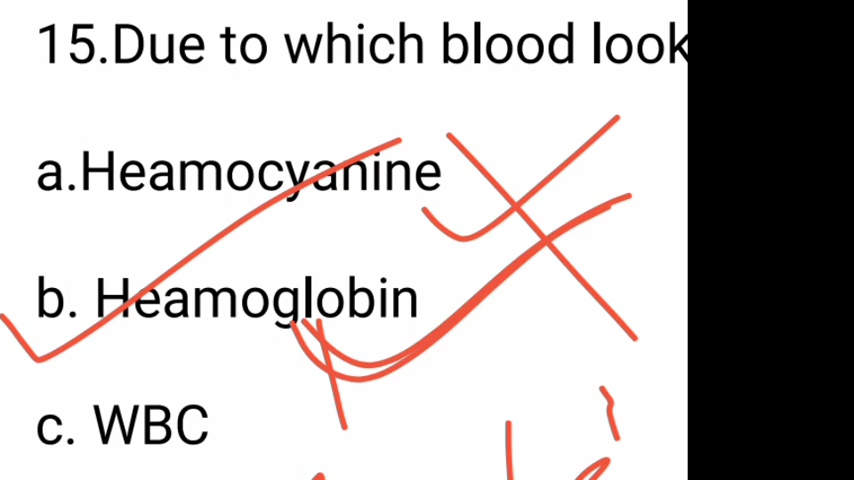 15.Due to which blood look
a.Heamocyanine
b. Heamoglobin
c. WBC